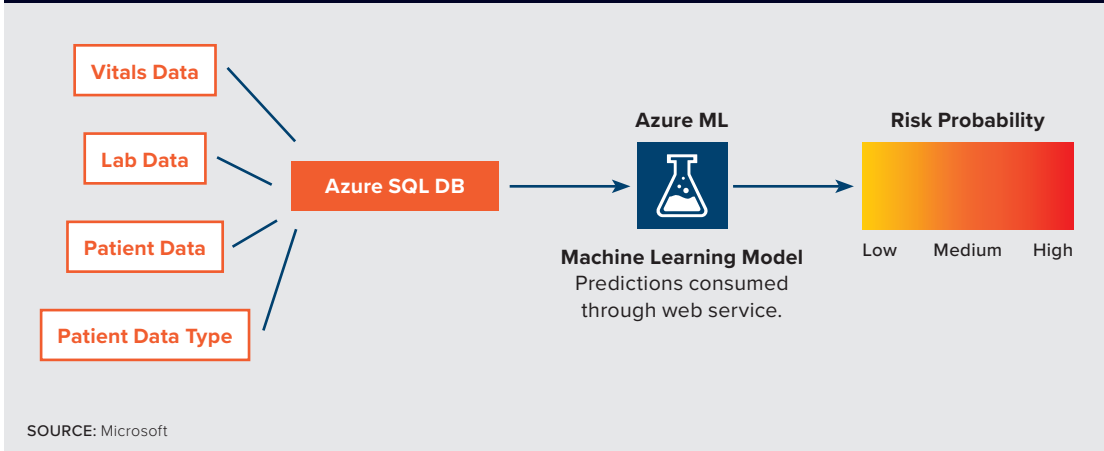 Vitals Data
Lab Data
Patient Data
Patient Data Type
Azure SQL DB
Azure ML
Machine Learning Model
Predictions consumed
through web service.
Risk Probability
Low Medium High
SOURCE: Microsoft